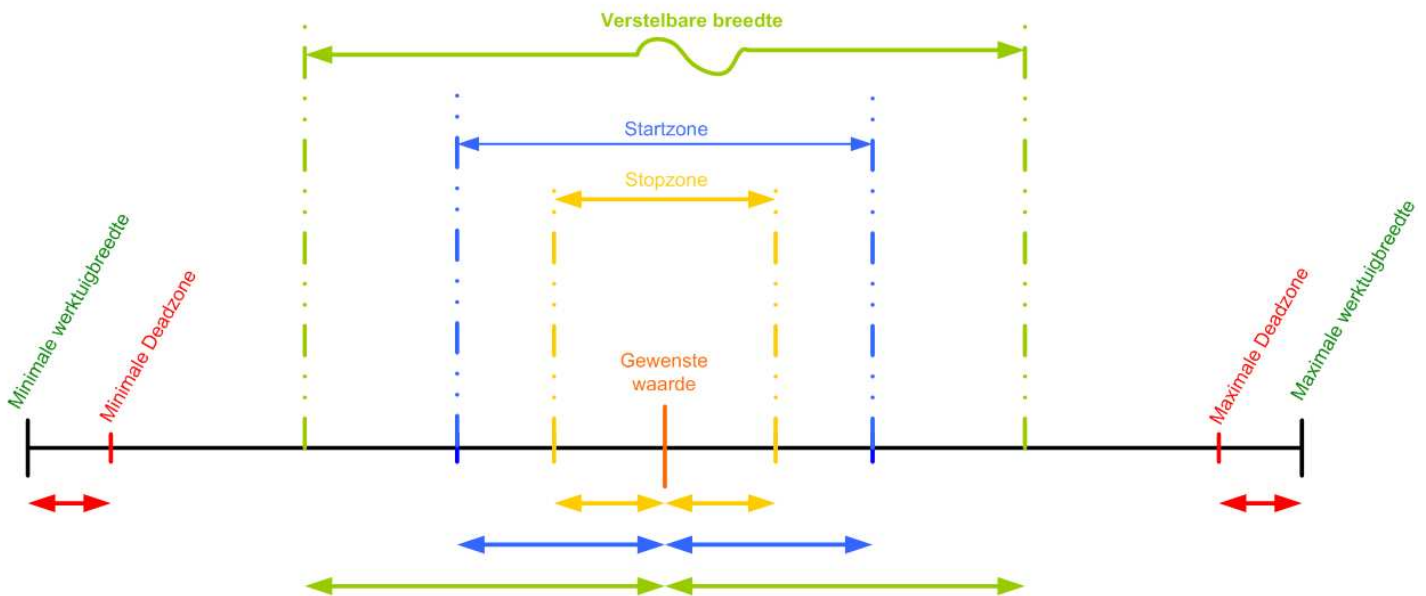 Verstelbare breedte
Startzone
Stopzone
Minimale werktuigbreedte
Minimale Deadzone
Gewenste
waarde
Maximale Deadzone
Maximale werktuigbreedte